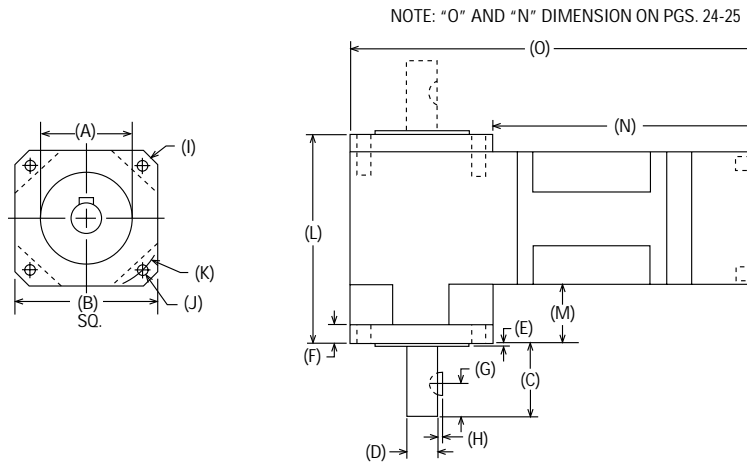 NOTE: “O” AND “N” DIMENSION ON PGS. 24-25
(O)
(A)
(I)
(N)
(L)
(K)
(B)
SQ.
(J)
(M)
(E)
(F)
(G)
(C)
(H)
(D)